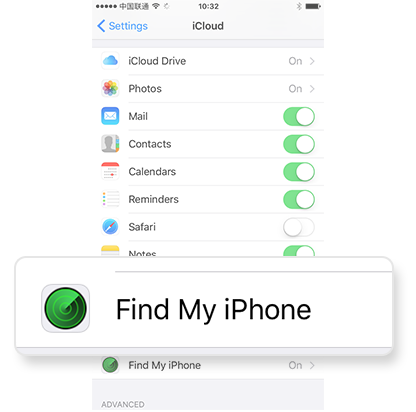 中国联通 10:32
Settings iCloud
iCloud Drive On
Photos On
Mail
Contacts
Calendars
Reminders
Safari
Notes
Find My iPhone
Find My iPhone On
ADVANCED